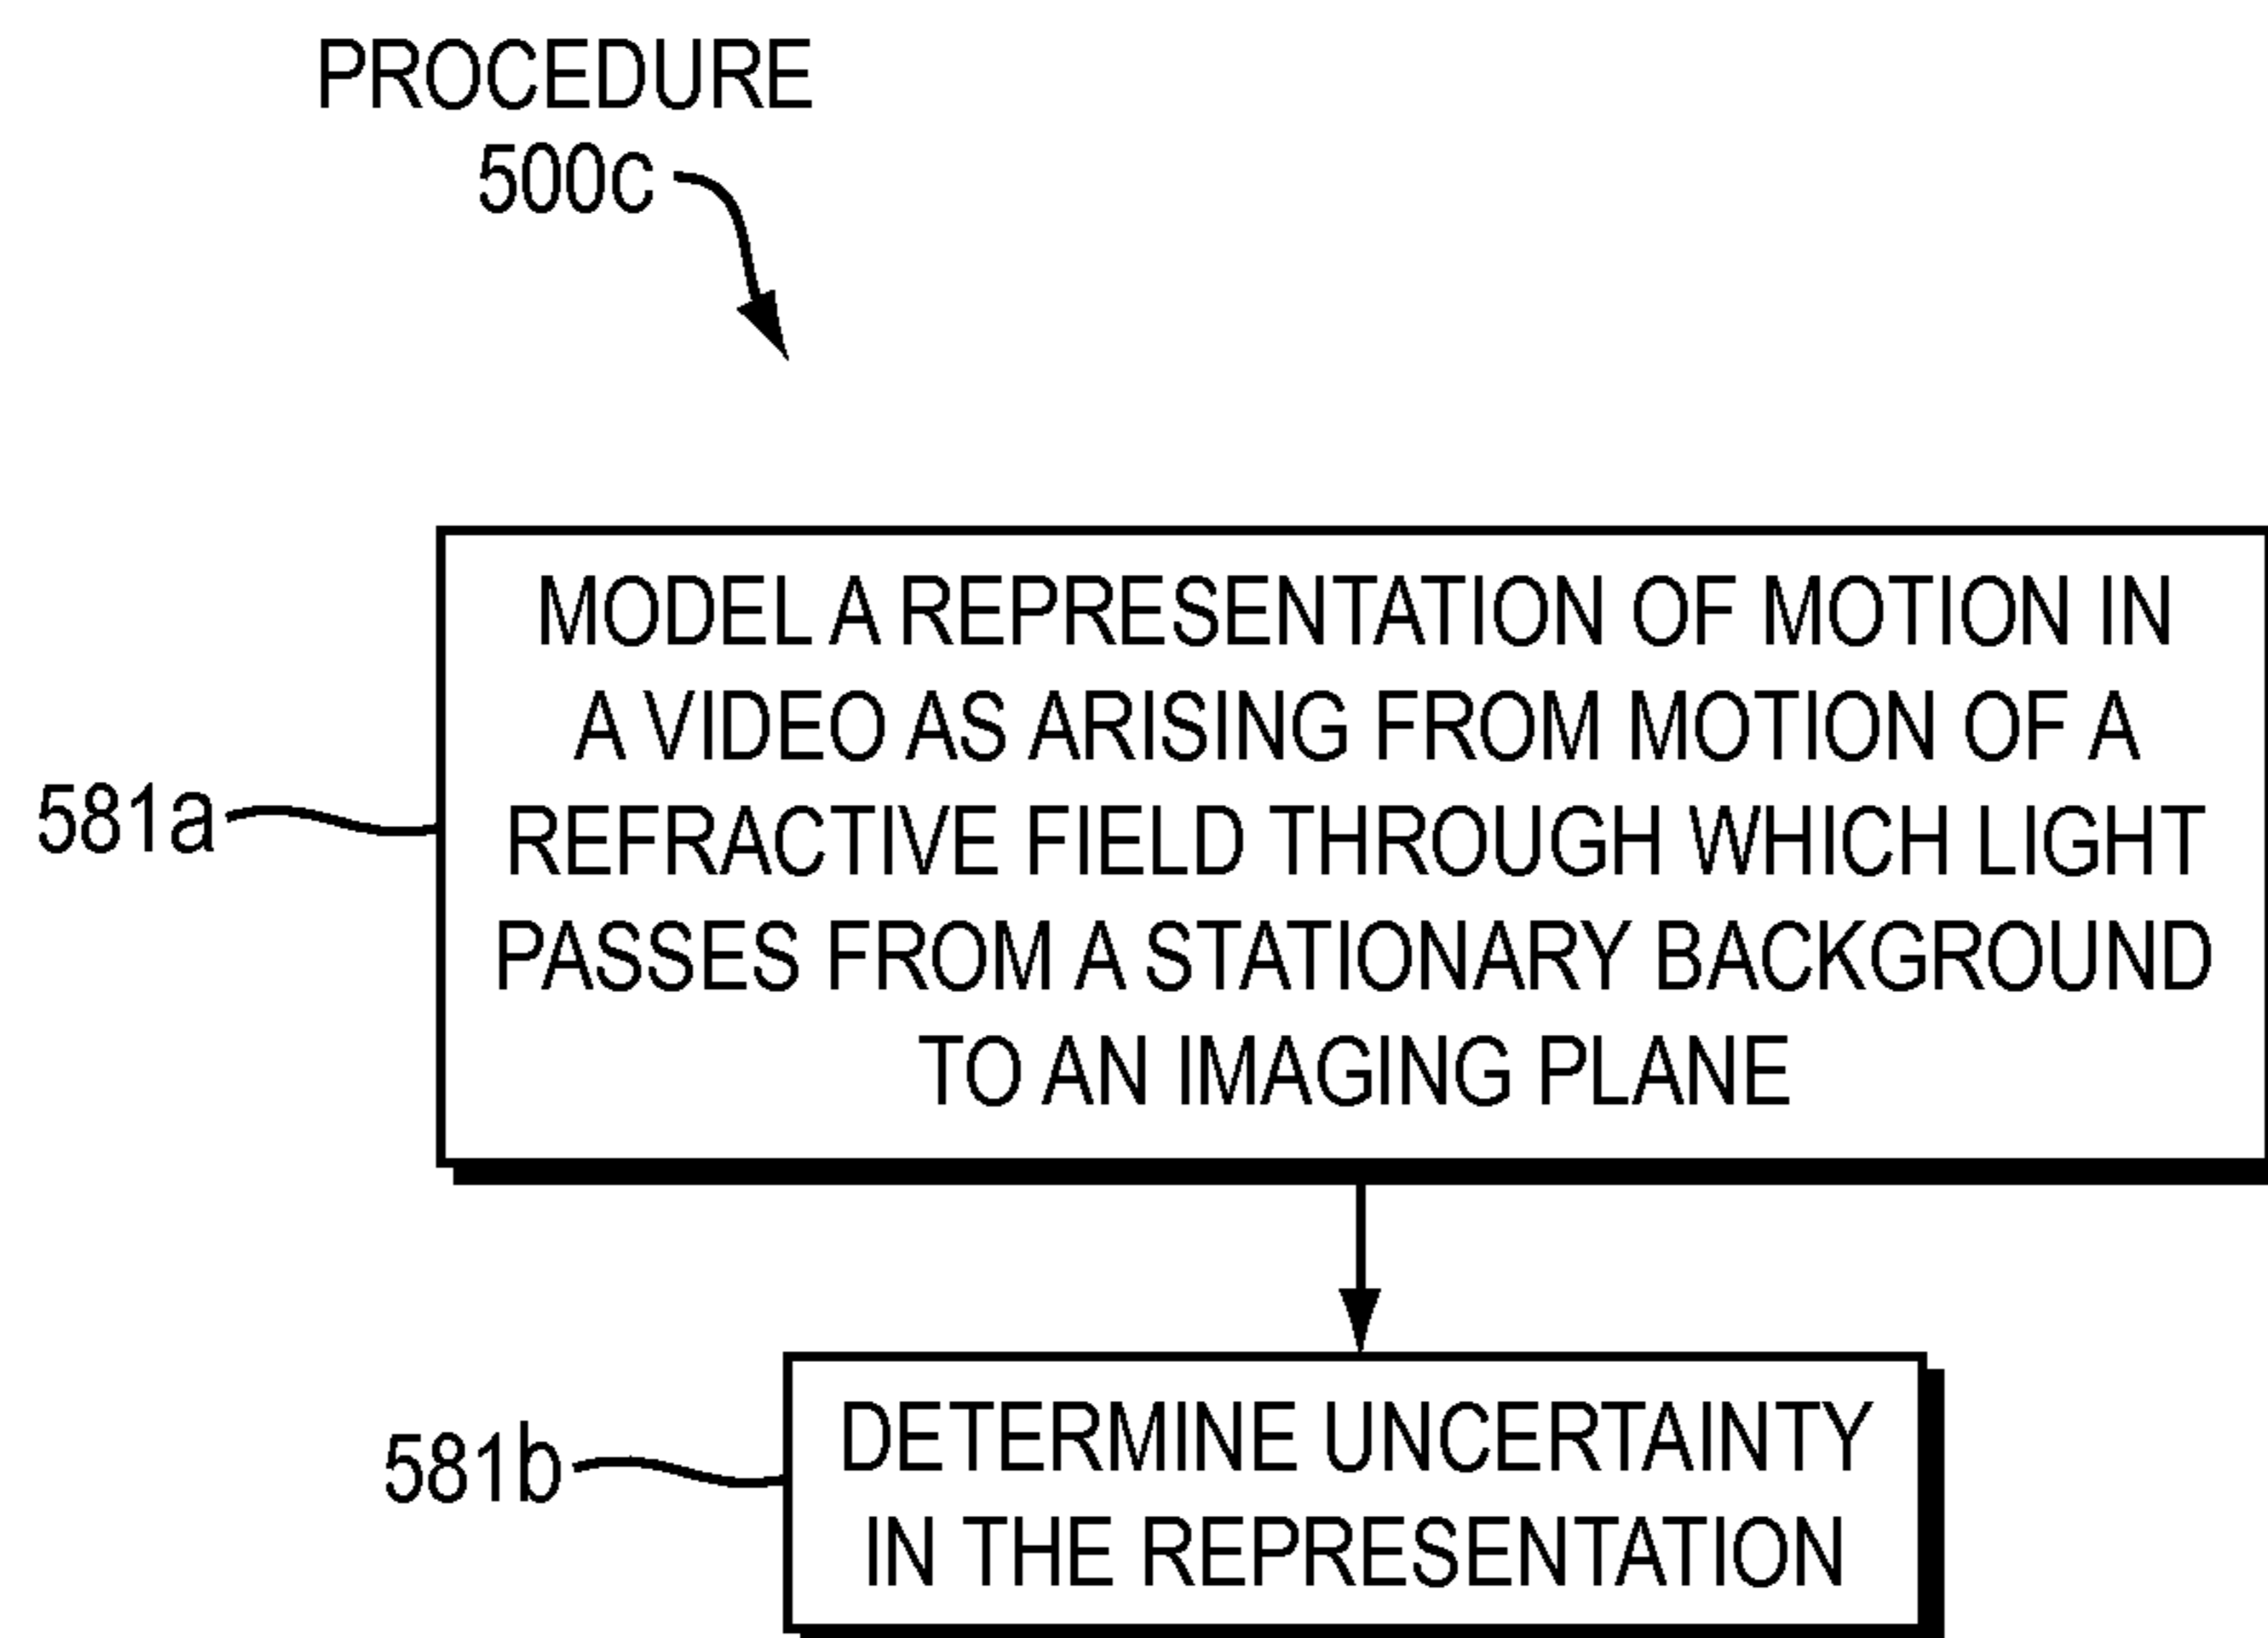 PROCEDURE
500c
MODEL A REPRESENTATION OF MOTION IN
A VIDEO AS ARISING FROM MOTION OF A
REFRACTIVE FIELD THROUGH WHICH LIGHT
PASSES FROM A STATIONARY BACKGROUND
TO AN IMAGING PLANE
581a
DETERMINE UNCERTAINTY
IN THE REPRESENTATION
581b